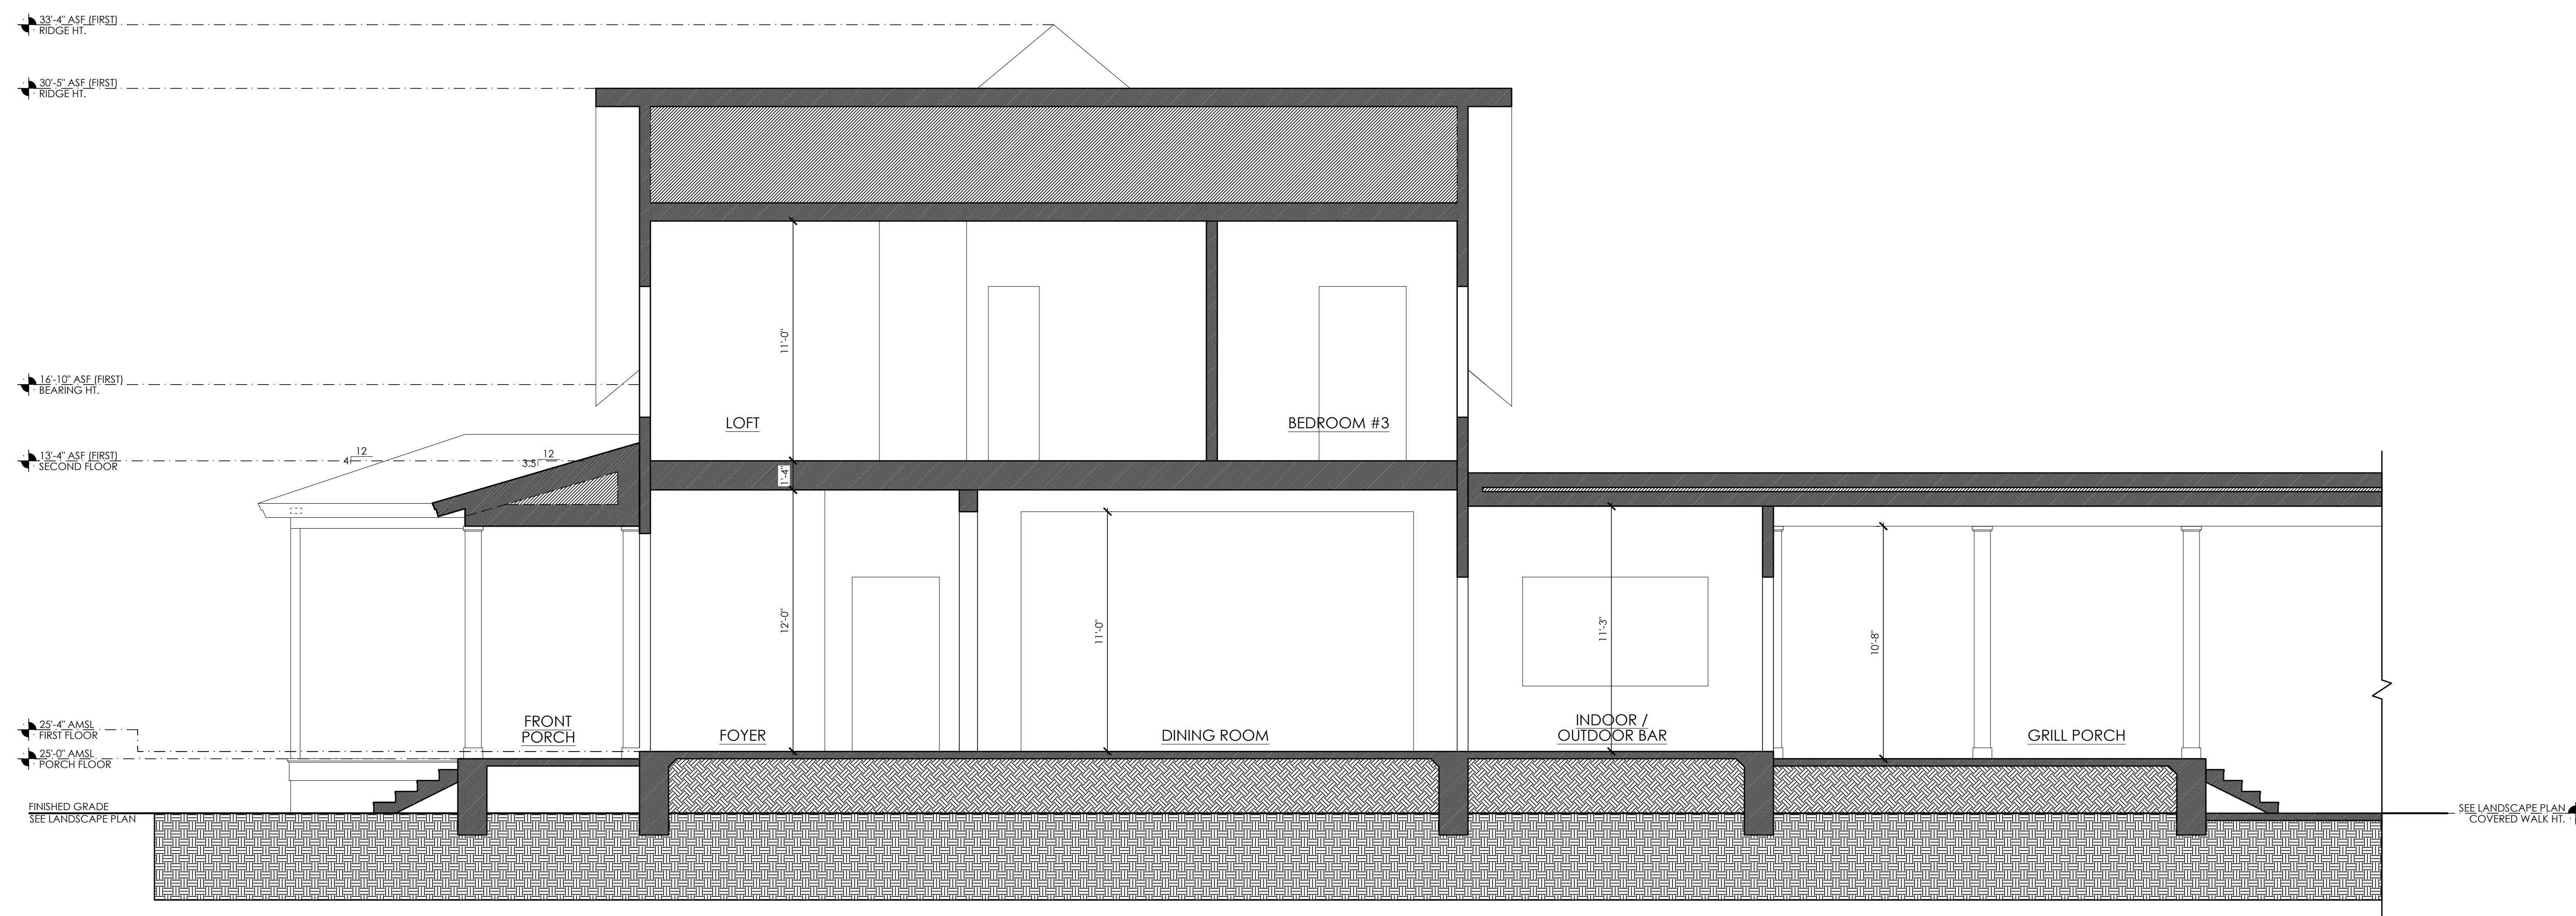 33'-4" ASF (FIRST)
RIDGE HT.
30'-5" ASF (FIRST)
RIDGE HT.
11'-0"
16'-10" ASF (FIRST)
BEARING HT.
LOFT
BEDROOM #3
13'-4" ASF (FIRST)
SECOND FLOOR
12
4
12
3.5
1'-4"
12'-0"
11'-0"
11'-3"
10'-8"
25'-4" AMSL
FIRST FLOOR
25'-0" AMSL
PORCH FLOOR
FRONT
PORCH
FOYER
DINING ROOM
INDOOR /
OUTDOOR BAR
GRILL PORCH
FINISHED GRADE
SEE LANDSCAPE PLAN
SEE LANDSCAPE PLAN
COVERED WALK HT.